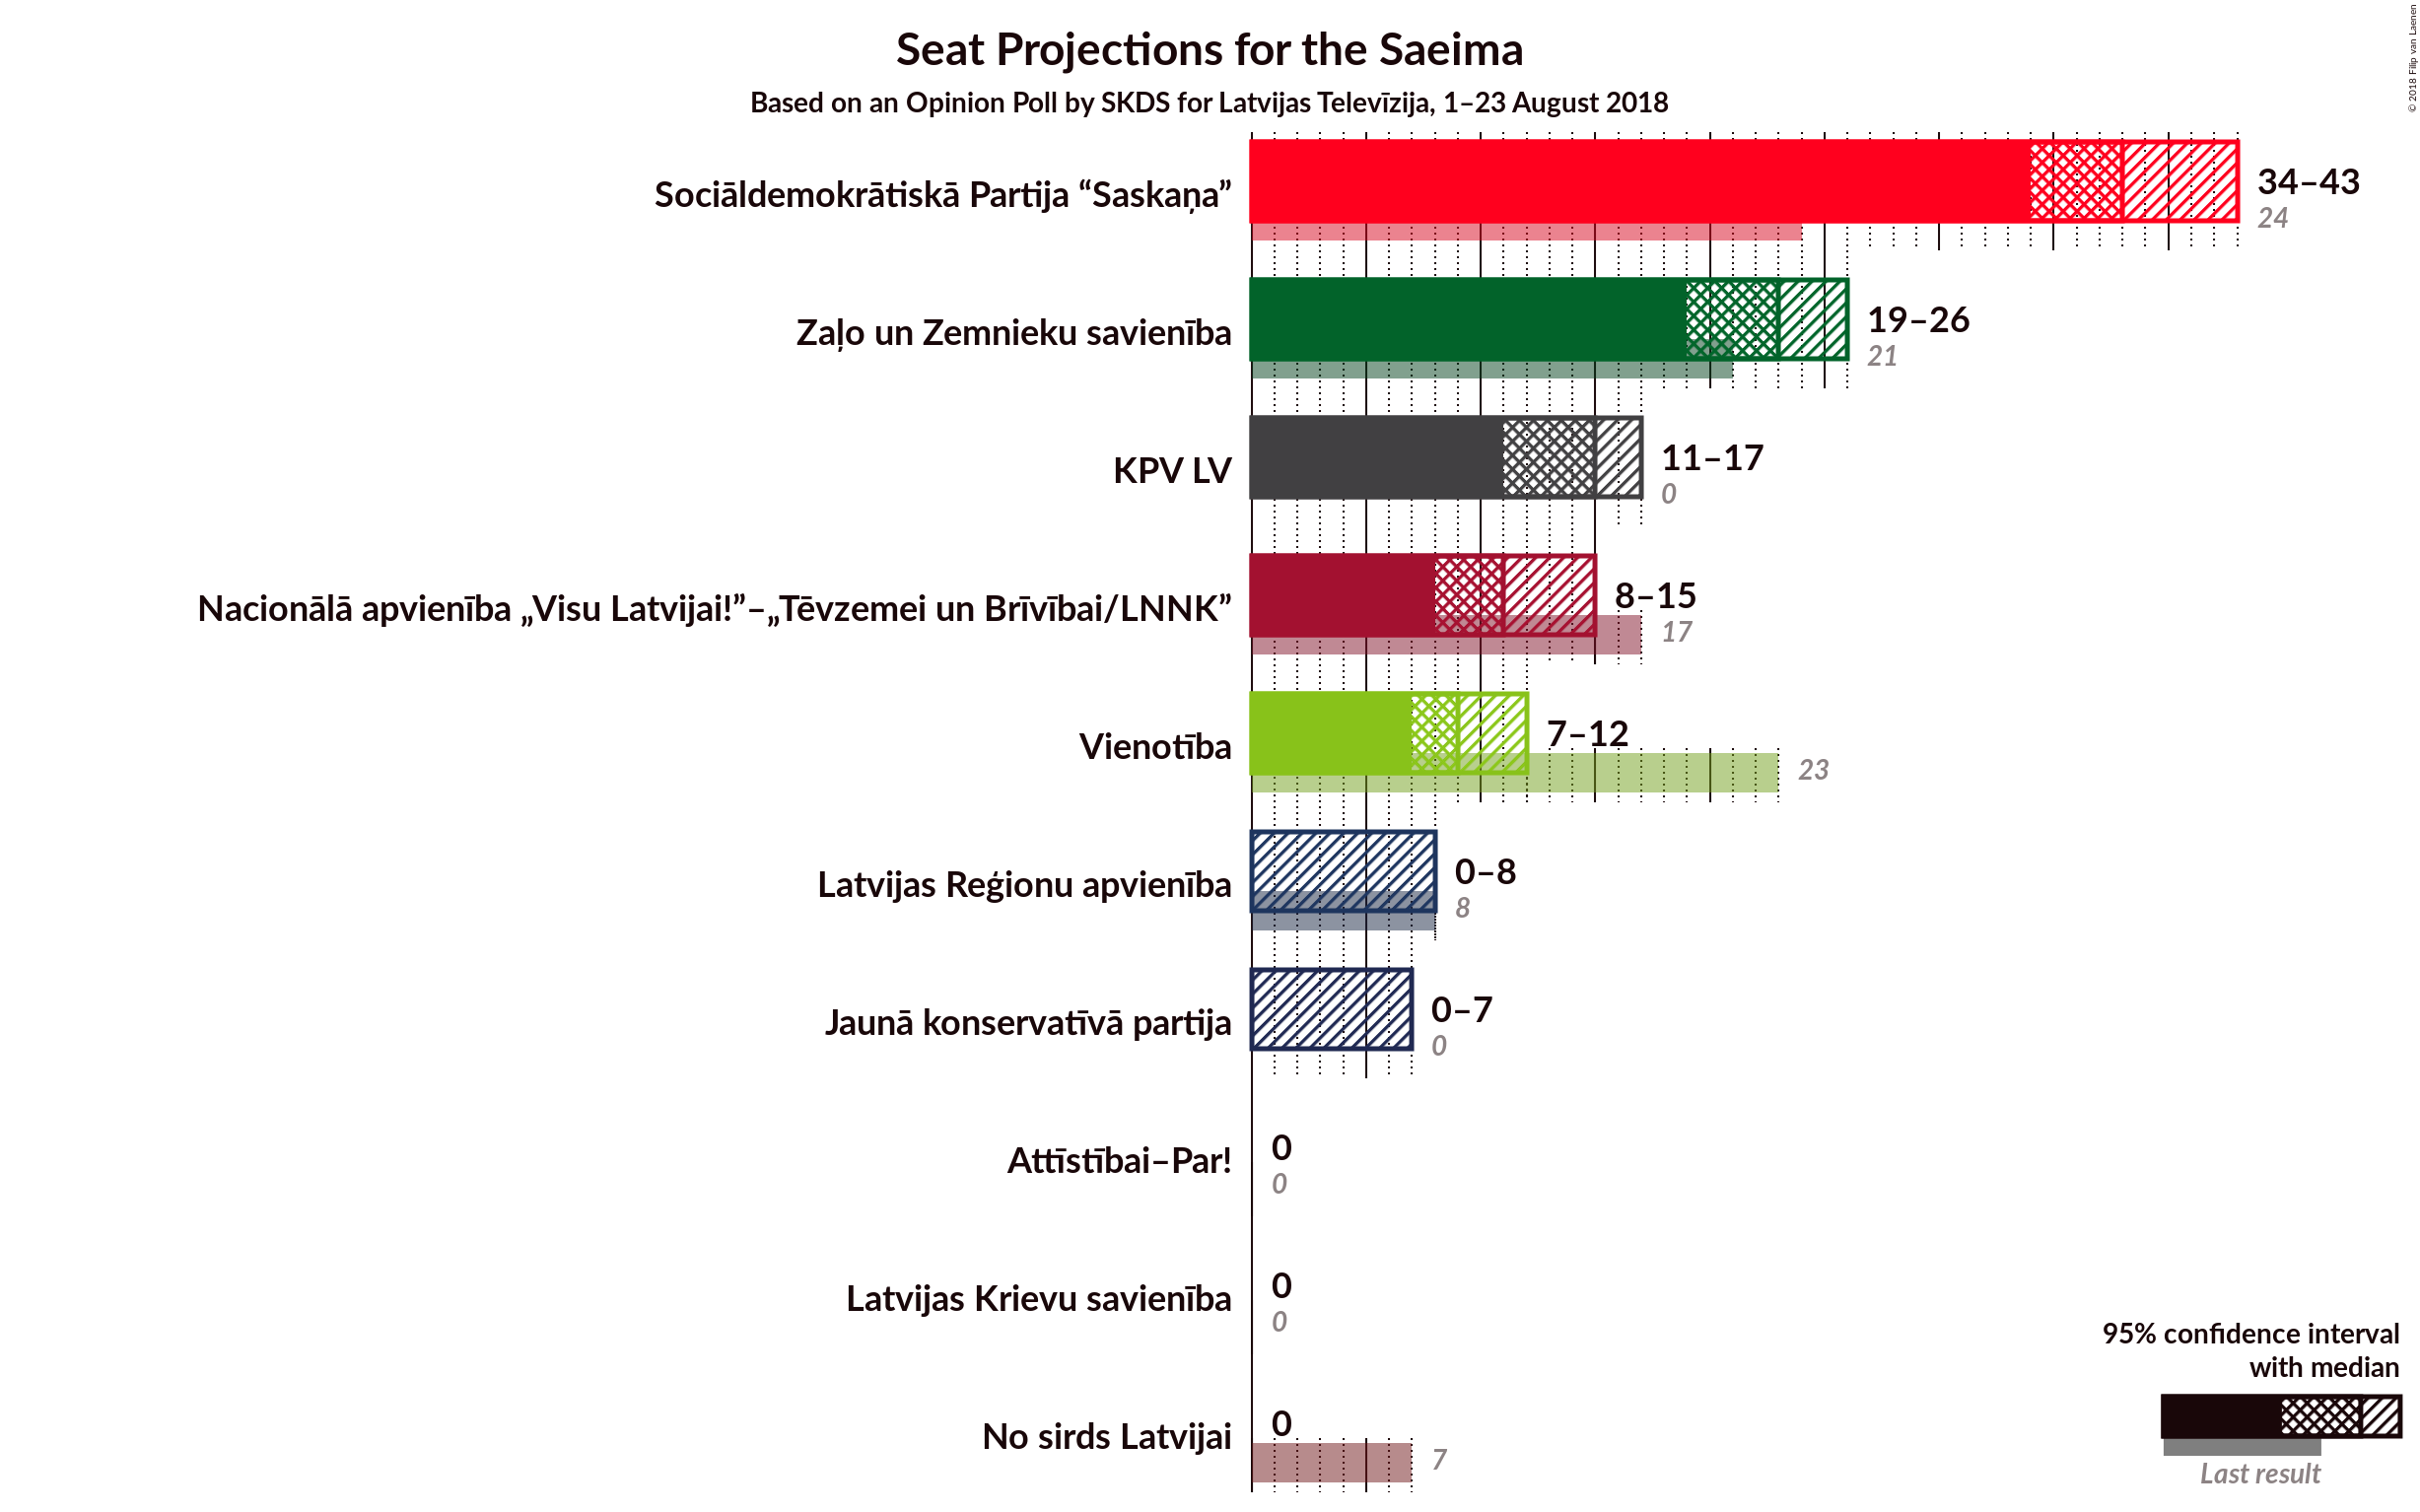 Seat Projections for the Saeima
Based on an Opinion Poll by SKDS for Latvijas Televīzija, 1–23 August 2018
© 2018 Filip van Laenen
Sociāldemokrātiskā Partija “Saskaņa”
34–43
24
Zaļo un Zemnieku savienība
19–26
21
KPV LV
11–17
0
Nacionālā apvienība „Visu Latvijai!”–„Tēvzemei un Brīvībai/LNNK”
8–15
17
Vienotība
7–12
23
Latvijas Reģionu apvienība
0–8
8
Jaunā konservatīvā partija
0–7
0
Attīstībai–Par!
0
0
Latvijas Krievu savienība
0
0
No sirds Latvijai
0
7
95% confidence interval
with median
Last result